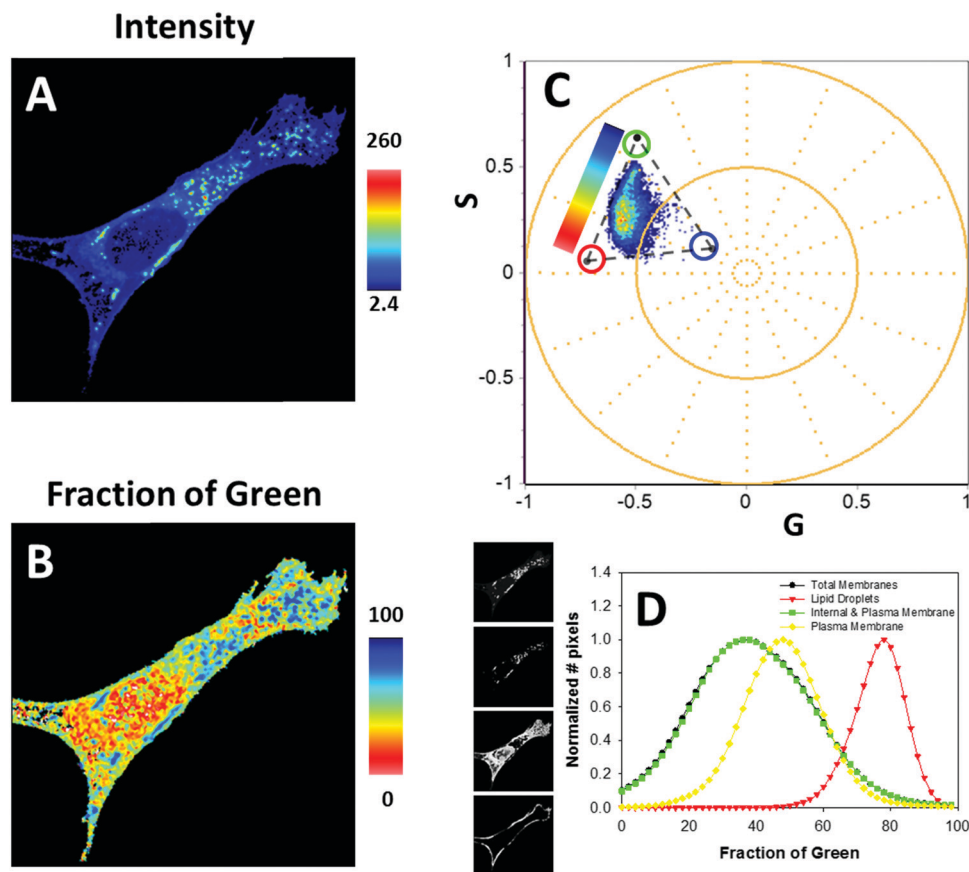 Intensity
A
260
2.4
Fraction of Green
B
100
0
C
1
0.5
0
-0.5
-1
S
-1
-0.5
0
0.5
1
G
D
Total Membranes
Lipid Droplets
Internal & Plasma Membrane
Plasma Membrane
1.4
1.2
1.0
0.8
0.6
0.4
0.2
0.0
Normalized # pixels
0
20
40
60
80
100
Fraction of Green